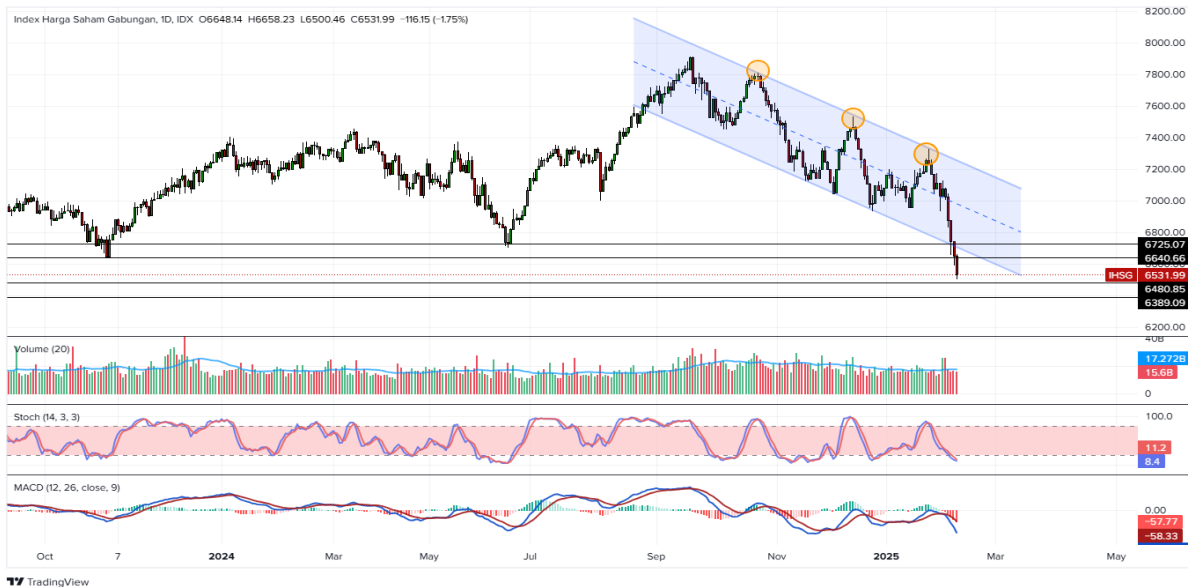 Index Harga Saham Gabungan, 1D, IDX O6648.14 H6658.23 L6500.46 C6531.99 −116.15 (−1.75%)
8200.00
8000.00
7800.00
7600.00
7400.00
7200.00
7000.00
6800.00
6725.07
6640.66
IHSG 6531.99
6480.85
6389.09
6200.00
Volume (20)
40B
17.272B
15.6B
0
Stoch (14, 3, 3)
100.0
11.2
8.4
MACD (12, 26, close, 9)
0.00
−57.77
−58.33
Oct 7 2024 Mar May Jul Sep Nov 2025 Mar May
TradingView